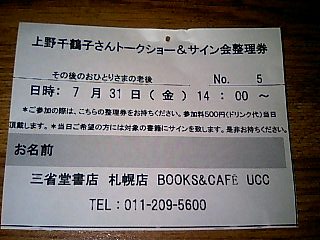 上野千鶴子さんトークショー＆サイン会整理券
その後のおひとりさまの老後 No. 5
日時：7月31日（金）14：00～
＊ご参加の際は、こちらの整理券をお持ちください。参加料500円(ドリンク代)当日
頂戴します。＊当日ご希望の方には対象の書籍にサインを致します。是非お持ちください。
お名前
三省堂書店 札幌店 BOOKS&CAFÉ UCC
TEL：011-209-5600